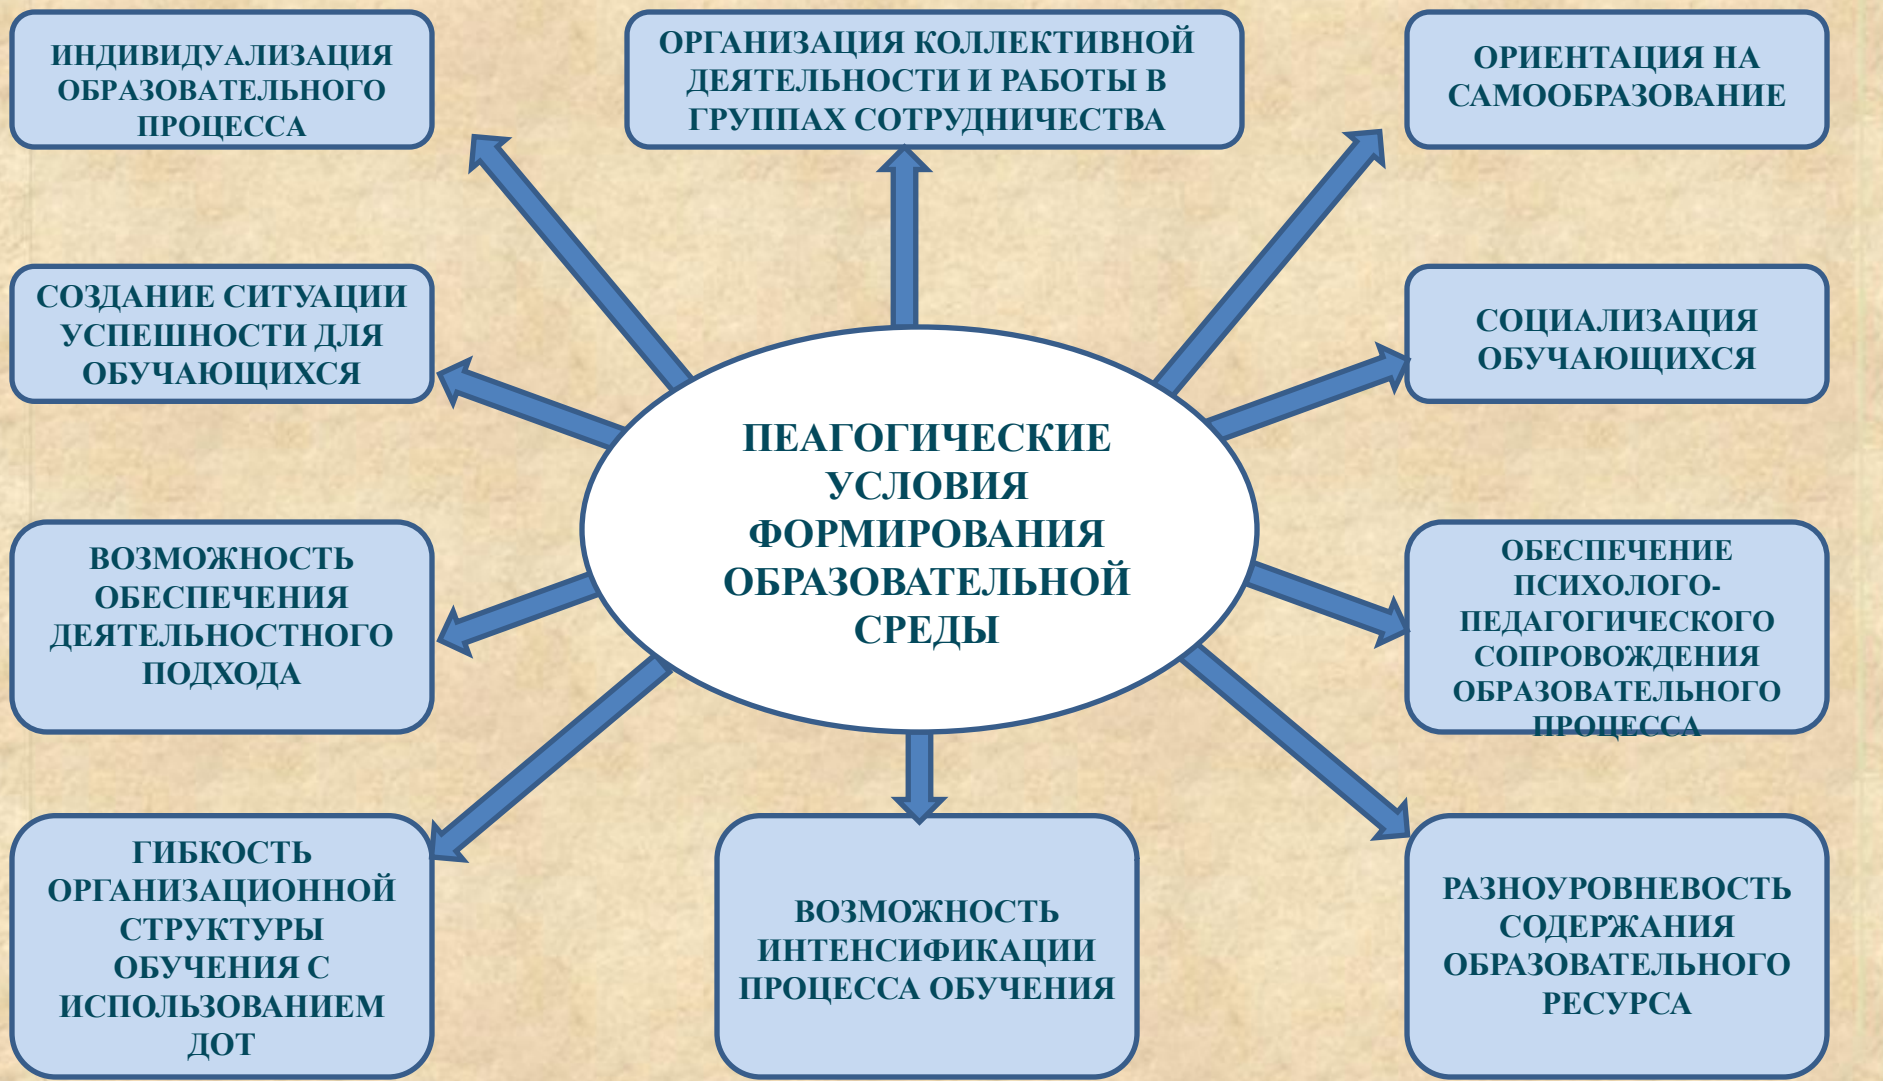 ИНДИВИДУАЛИЗАЦИЯ
ОБРАЗОВАТЕЛЬНОГО
ПРОЦЕССА
ОРГАНИЗАЦИЯ КОЛЛЕКТИВНОЙ
ДЕЯТЕЛЬНОСТИ И РАБОТЫ В
ГРУППАХ СОТРУДНИЧЕСТВА
ОРИЕНТАЦИЯ НА
САМООБРАЗОВАНИЕ
СОЗДАНИЕ СИТУАЦИИ
УСПЕШНОСТИ ДЛЯ
ОБУЧАЮЩИХСЯ
СОЦИАЛИЗАЦИЯ
ОБУЧАЮЩИХСЯ
ПЕАГОГИЧЕСКИЕ
УСЛОВИЯ
ФОРМИРОВАНИЯ
ОБРАЗОВАТЕЛЬНОЙ
СРЕДЫ
ВОЗМОЖНОСТЬ
ОБЕСПЕЧЕНИЯ
ДЕЯТЕЛЬНОСТНОГО
ПОДХОДА
ОБЕСПЕЧЕНИЕ
ПСИХОЛОГО-
ПЕДАГОГИЧЕСКОГО
СОПРОВОЖДЕНИЯ
ОБРАЗОВАТЕЛЬНОГО
ПРОЦЕССА
ГИБКОСТЬ
ОРГАНИЗАЦИОННОЙ
СТРУКТУРЫ
ОБУЧЕНИЯ С
ИСПОЛЬЗОВАНИЕМ
ДОТ
ВОЗМОЖНОСТЬ
ИНТЕНСИФИКАЦИИ
ПРОЦЕССА ОБУЧЕНИЯ
РАЗНОУРОВНЕВОСТЬ
СОДЕРЖАНИЯ
ОБРАЗОВАТЕЛЬНОГО
РЕСУРСА